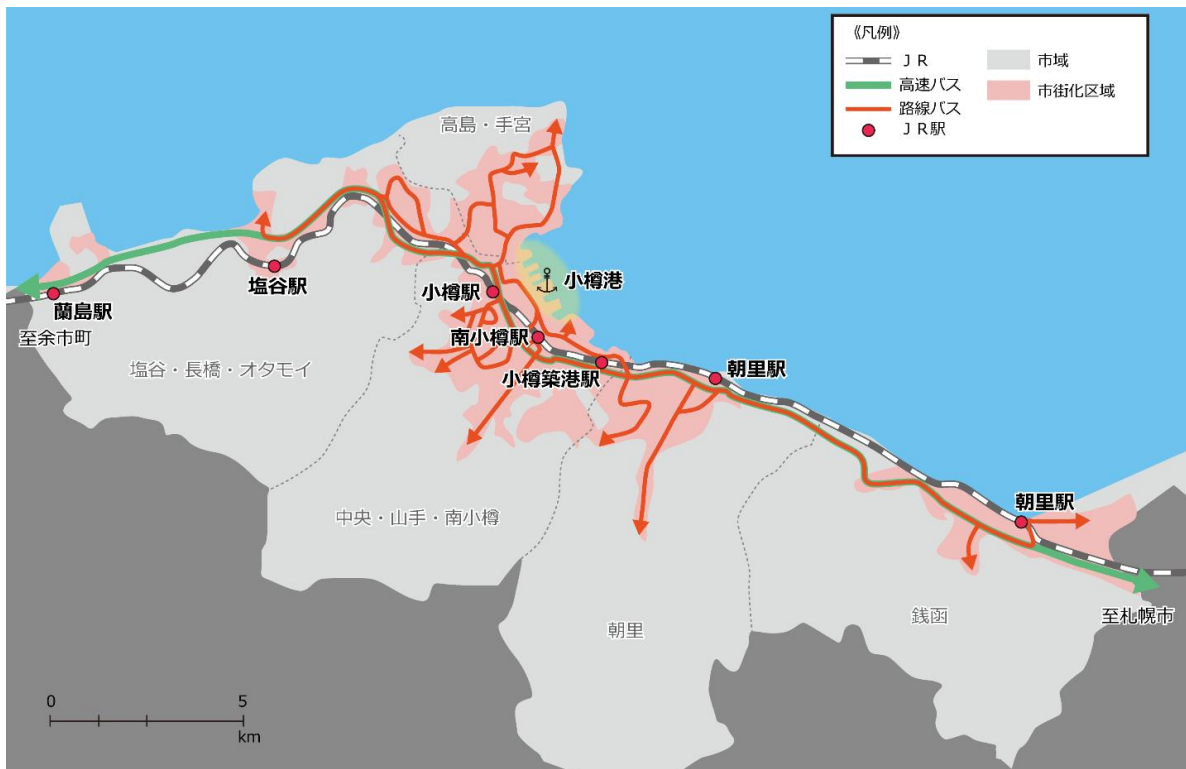 《凡例》
ＪＲ
市域
高速バス
市街化区域
路線バス
ＪＲ駅
高島・手宮
小樽港
塩谷駅
小樽駅
蘭島駅
至余市町
南小樽駅
塩谷・長橋・オタモイ
小樽築港駅
朝里駅
中央・山手・南小樽
朝里駅
朝里
銭函
至札幌市
0 5
km